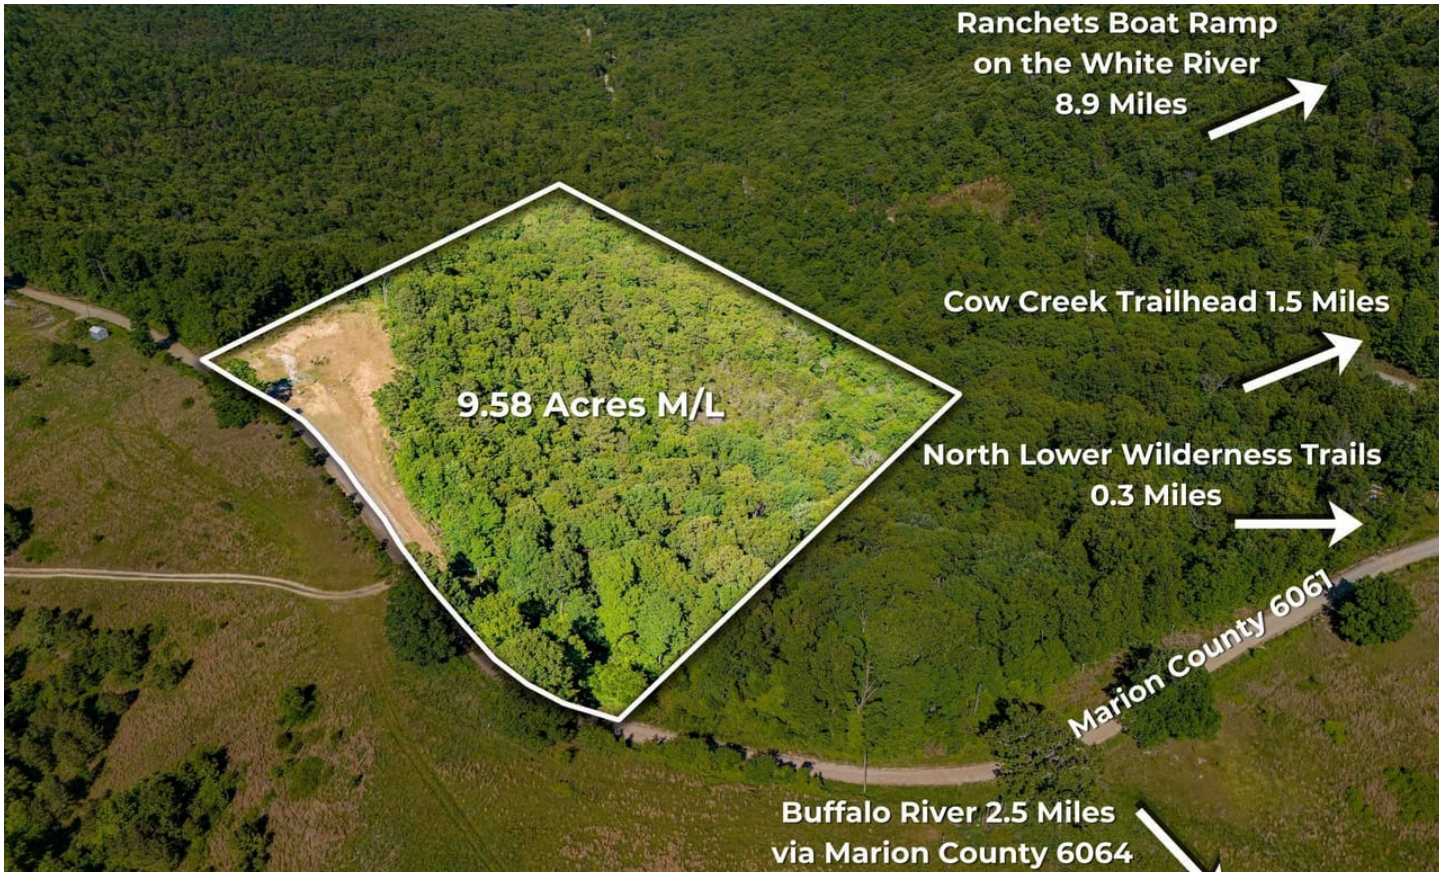 Ranchets Boat Ramp
on the White River
8.9 Miles
Cow Creek Trailhead 1.5 Miles
9.58 Acres M/L
North Lower Wilderness Trails
0.3 Miles
Marion County 6061
Buffalo River 2.5 Miles
via Marion County 6064